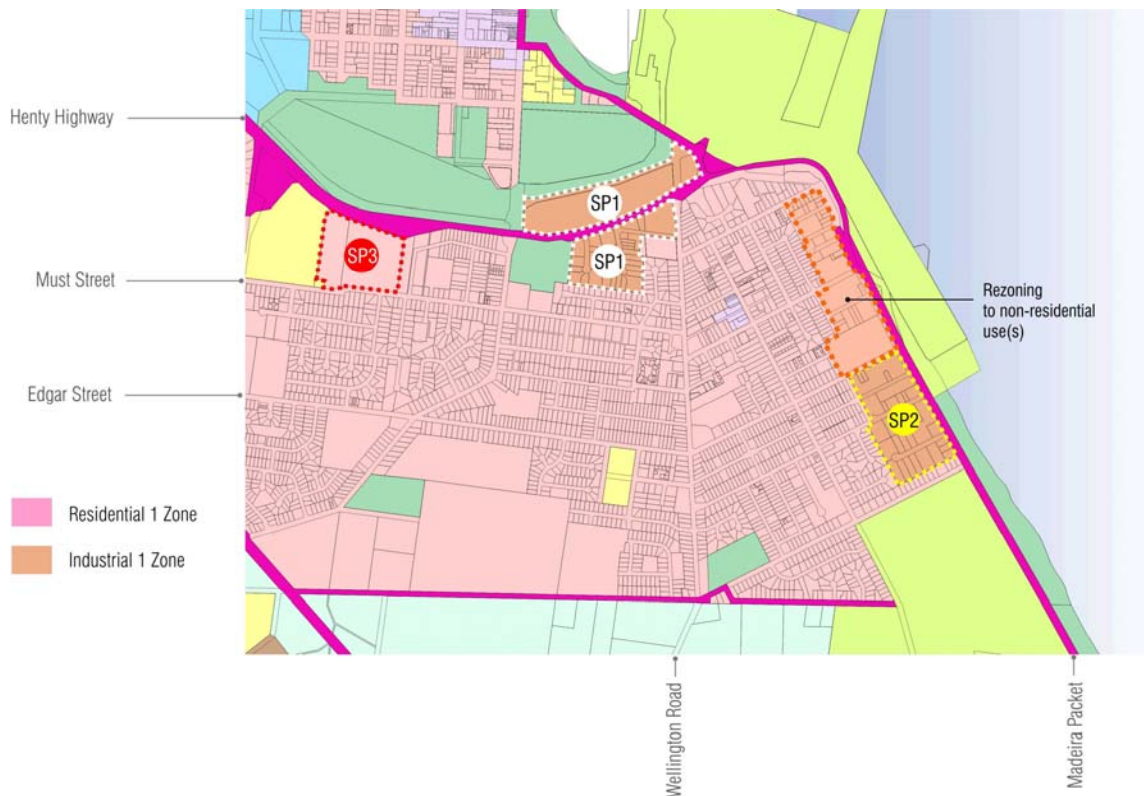 Henty Highway
SP1
SP1
SP3
Must Street
Rezoning
to non-residential
use(s)
Edgar Street
SP2
Residential 1 Zone
Industrial 1 Zone
Wellington Road
Madeira Packet